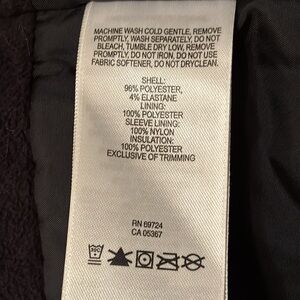 MACHINE WASH COLD GENTLE, REMOVE
PROMPTLY, WASH SEPARATELY, DO NOT
BLEACH, TUMBLE DRY LOW, REMOVE
PROMPTLY, DO NOT IRON, DO NOT USE
FABRIC SOFTENER, DO NOT DRYCLEAN.
SHELL:
96% POLYESTER,
4% ELASTANE
LINING:
100% POLYESTER
SLEEVE LINING:
100% NYLON
INSULATION:
100% POLYESTER
EXCLUSIVE OF TRIMMING
RN 69724
CA 05367